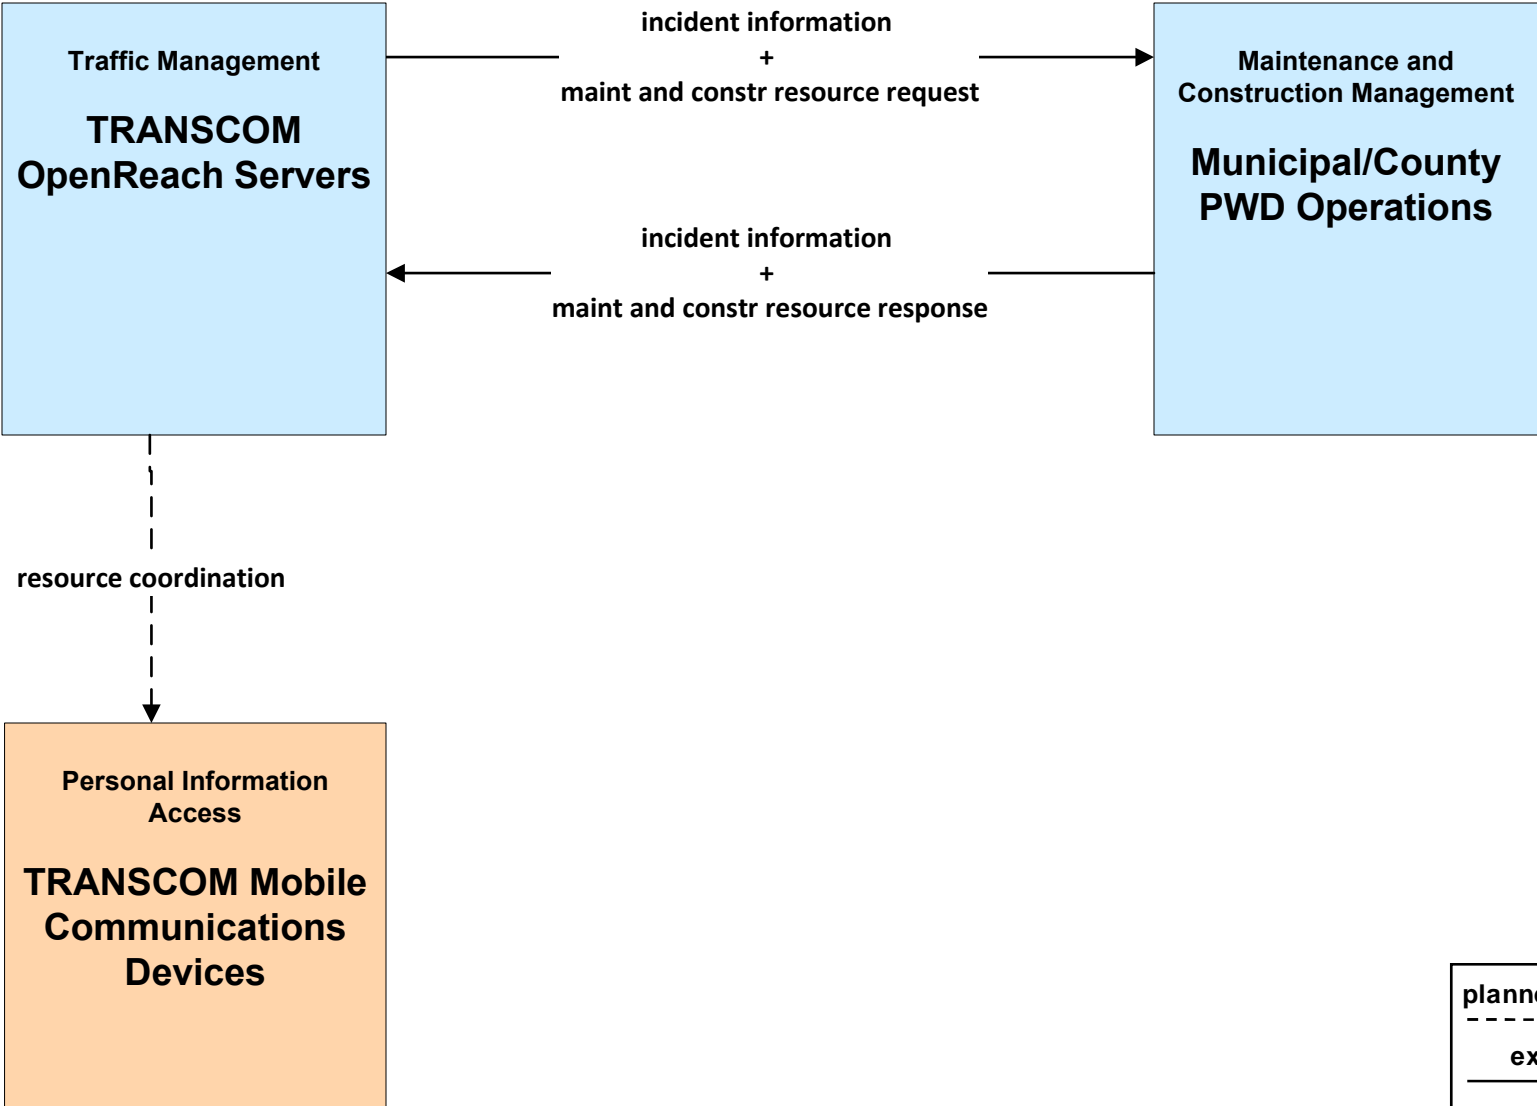 Traffic Management
TRANSCOM
OpenReach Servers
incident information
+
maint and constr resource request
Maintenance and
Construction Management
Municipal/County
PWD Operations
incident information
+
maint and constr resource response
resource coordination
Personal Information
Access
TRANSCOM Mobile
Communications
Devices